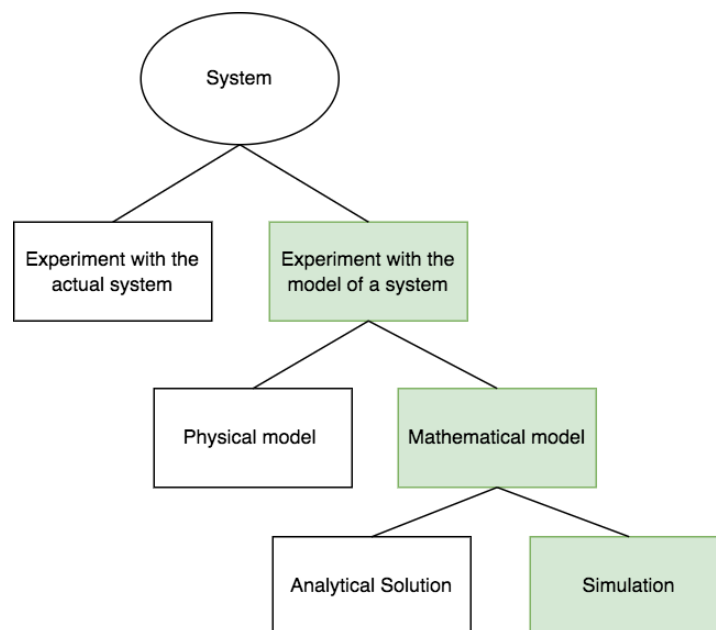 System
Experiment with the
actual system
Experiment with the
model of a system
Physical model
Mathematical model
Analytical Solution
Simulation